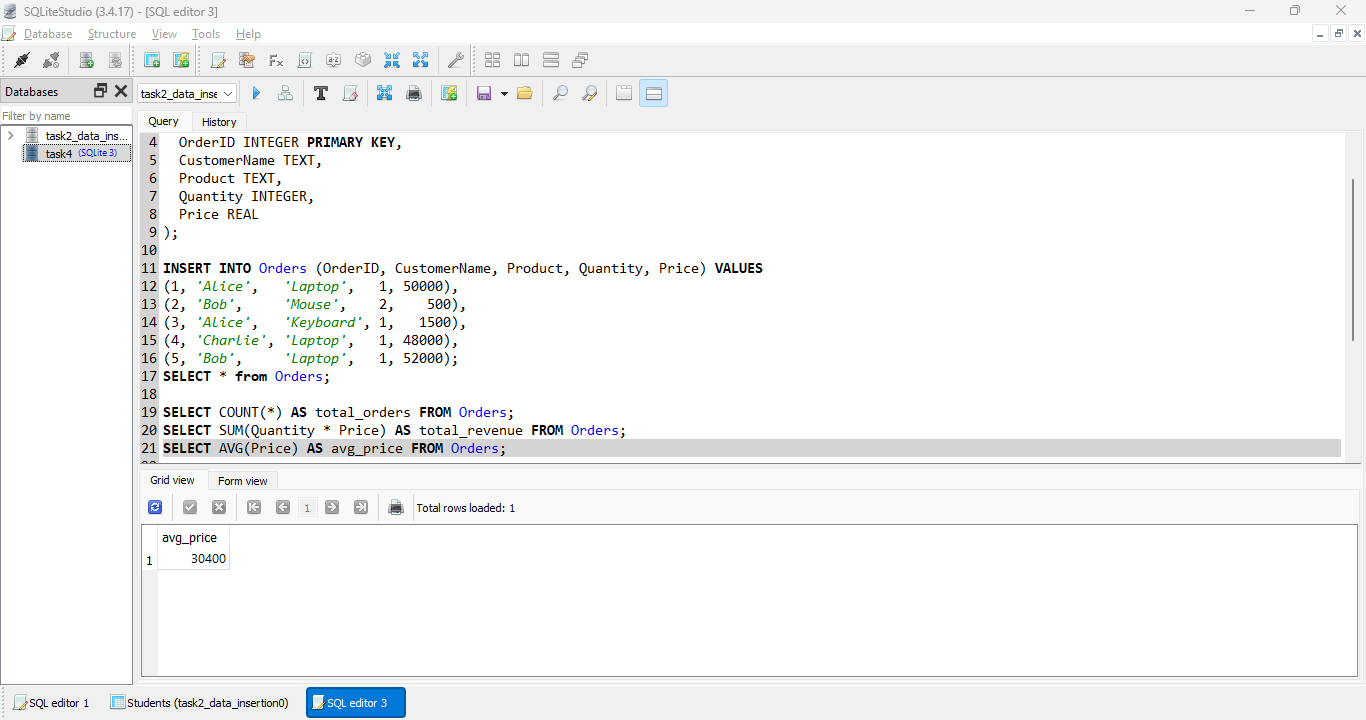 SQLiteStudio (3.4.17) - [SQL editor 3]
Database Structure View Tools Help
Databases
task2_data_inse
Filter by name
task2_data_ins...
task4 (SQLite 3)
Query History
4 OrderID INTEGER PRIMARY KEY,
5 CustomerName TEXT,
6 Product TEXT,
7 Quantity INTEGER,
8 Price REAL
9 );
10
11 INSERT INTO Orders (OrderID, CustomerName, Product, Quantity, Price) VALUES
12 (1, 'Alice', 'Laptop', 1, 50000),
13 (2, 'Bob', 'Mouse', 2, 500),
14 (3, 'Alice', 'Keyboard', 1, 1500),
15 (4, 'Charlie', 'Laptop', 1, 48000),
16 (5, 'Bob', 'Laptop', 1, 52000);
17 SELECT * from Orders;
18
19 SELECT COUNT(*) AS total_orders FROM Orders;
20 SELECT SUM(Quantity * Price) AS total_revenue FROM Orders;
21 SELECT AVG(Price) AS avg_price FROM Orders;
Grid view Form view
1 Total rows loaded: 1
avg_price
1 30400
SQL editor 1 Students (task2_data_insertion0) SQL editor 3